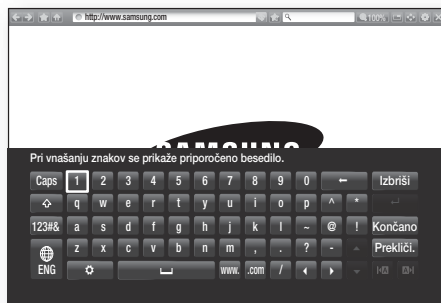 http://www.samsung.com 100%
SAMSUNG
Pri vnašanju znakov se prikaže priporočeno besedilo.
Caps 1 2 3 4 5 6 7 8 9 0 Izbriši
q w e r t y u i o p ^ *
123#& a s d f g h j k l ~ @ ! Končano
z x c v b n m , . ? - Prekliči.
ENG www. .com /